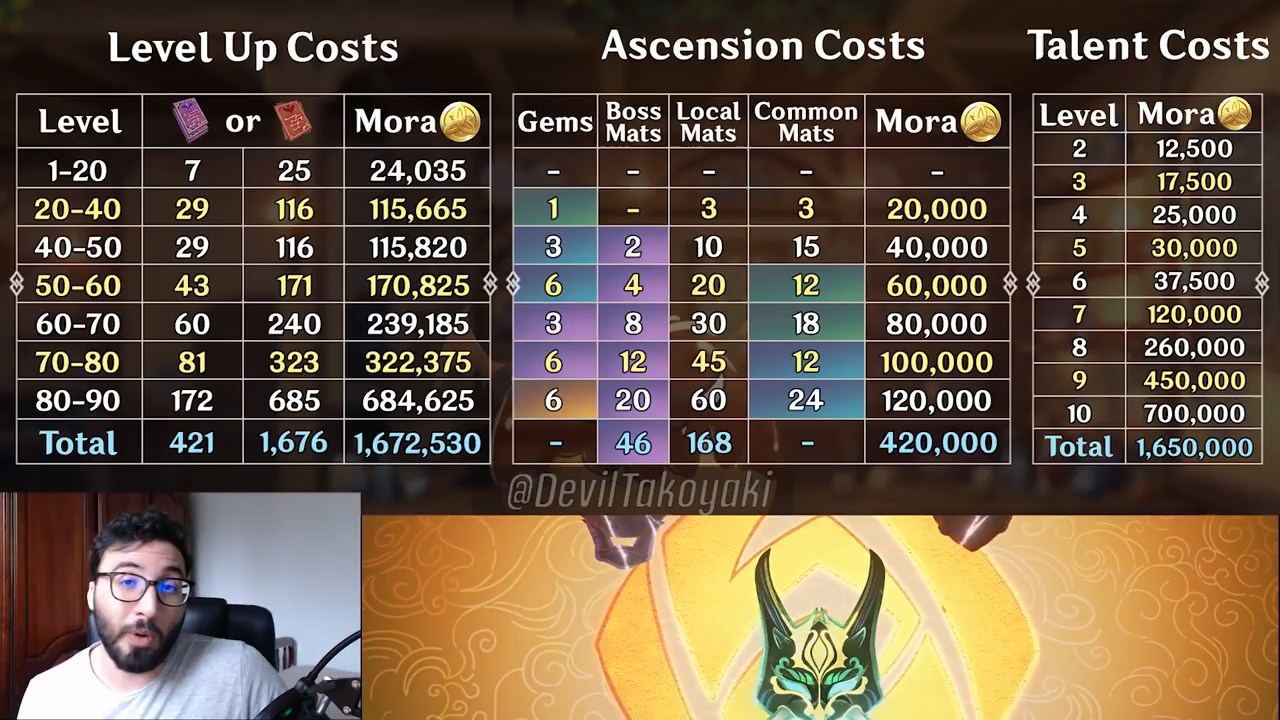 Level Up Costs
Level or Mora
1-20 7 25 24,035
20-40 29 116 115,665
40-50 29 116 115,820
50-60 43 171 170,825
60-70 60 240 239,185
70-80 81 323 322,375
80-90 172 685 684,625
Total 421 1,676 1,672,530
Ascension Costs
Gems Boss Mats Local Mats Common Mats Mora
- - - - -
1 - 3 3 20,000
3 2 10 15 40,000
6 4 20 12 60,000
3 8 30 18 80,000
6 12 45 12 100,000
6 20 60 24 120,000
- 46 168 - 420,000
Talent Costs
Level Mora
2 12,500
3 17,500
4 25,000
5 30,000
6 37,500
7 120,000
8 260,000
9 450,000
10 700,000
Total 1,650,000
@DevilTakoyaki